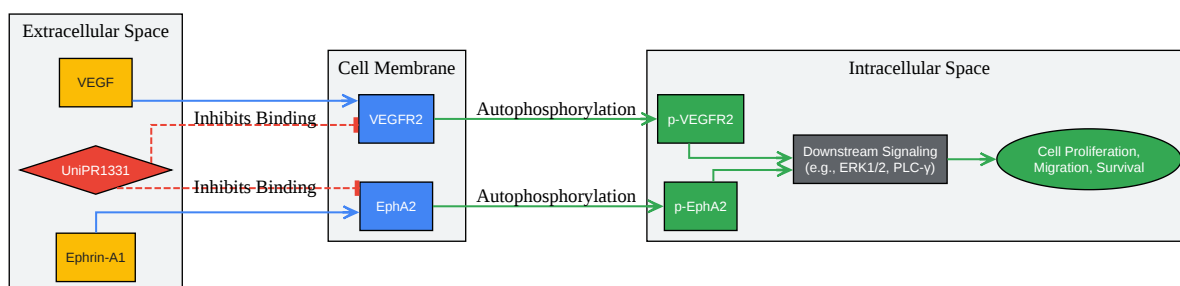 Extracellular Space
VEGF
UniPR1331
Ephrin-A1
Inhibits Binding
Inhibits Binding
Cell Membrane
VEGFR2
EphA2
Autophosphorylation
Autophosphorylation
Intracellular Space
p-VEGFR2
p-EphA2
Downstream Signaling
(e.g., ERK1/2, PLC-γ)
Cell Proliferation,
Migration, Survival